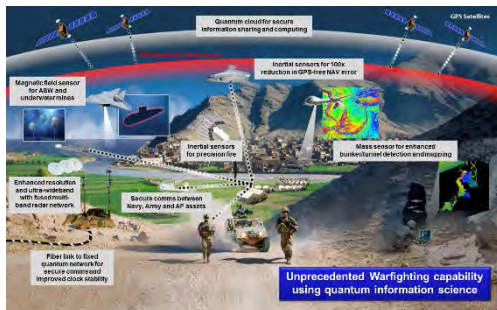 GPS Satellites
Quantum cloud for secure
information sharing and computing
Inertial sensors for 100x
reduction in GPS-free NAV error
Magnetic field sensor
for ASW and
underwater mines
Inertial sensors
for precision fire
Mass sensor for enhanced
bunker/tunnel detection and mapping
Enhanced resolution
and ultra-wideband
with fused multi-
band radar network
Secure comms between
Navy, Army and AF assets
Fiber link to fixed
quantum network for
secure comms and
improved clock stability
Unprecedented Warfighting capability
using quantum information science